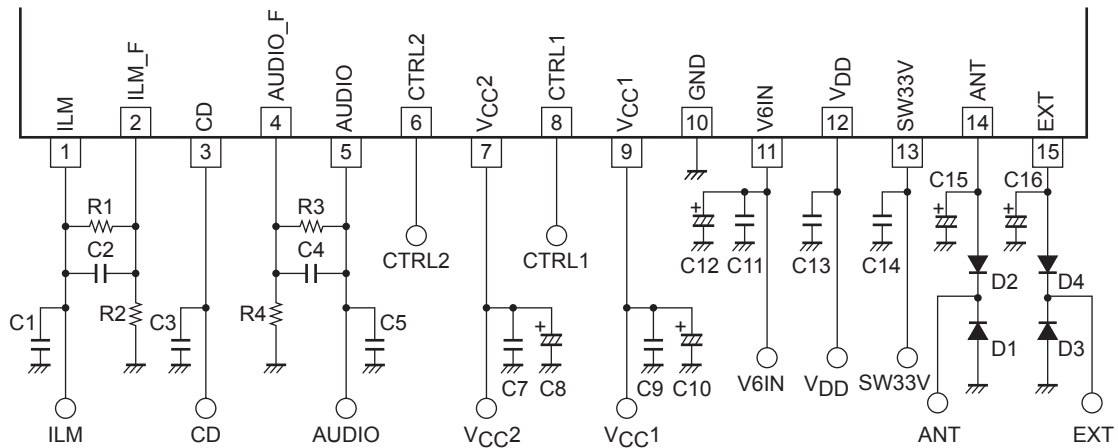 ILM
ILM_F
CD
AUDIO_F
AUDIO
CTRL2
VCC2
CTRL1
VCC1
GND
V6IN
VDD
SW33V
ANT
EXT
1 2 3 4 5 6 7 8 9 10 11 12 13 14 15
C15 C16
+ +
R1 R3
+
C2 C4
CTRL2 CTRL1
C12 C11 C13 C14
D2 D4
C1 R2 C3 R4 C5
+ +
D1 D3
C7 C8 C9 C10
V6IN VDD SW33V
ILM CD AUDIO VCC2 VCC1 ANT EXT